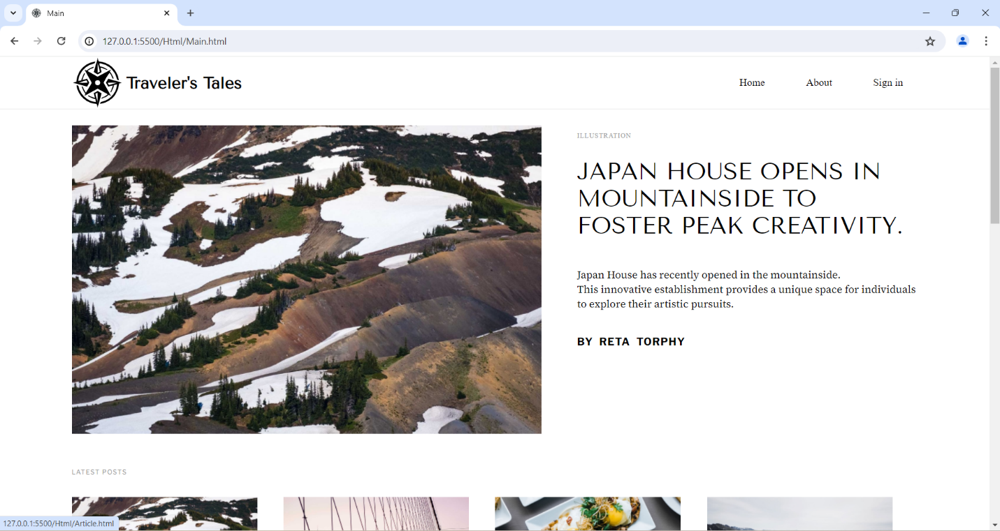 Main
127.0.0.1:5500/Html/Main.html
Traveler's Tales
Home
About
Sign in
ILLUSTRATION
JAPAN HOUSE OPENS IN
MOUNTAINSIDE TO
FOSTER PEAK CREATIVITY.
Japan House has recently opened in the mountainside.
This innovative establishment provides a unique space for individuals
to explore their artistic pursuits.
BY RETA TORPHY
LATEST POSTS
127.0.0.1:5500/Html/Article.html